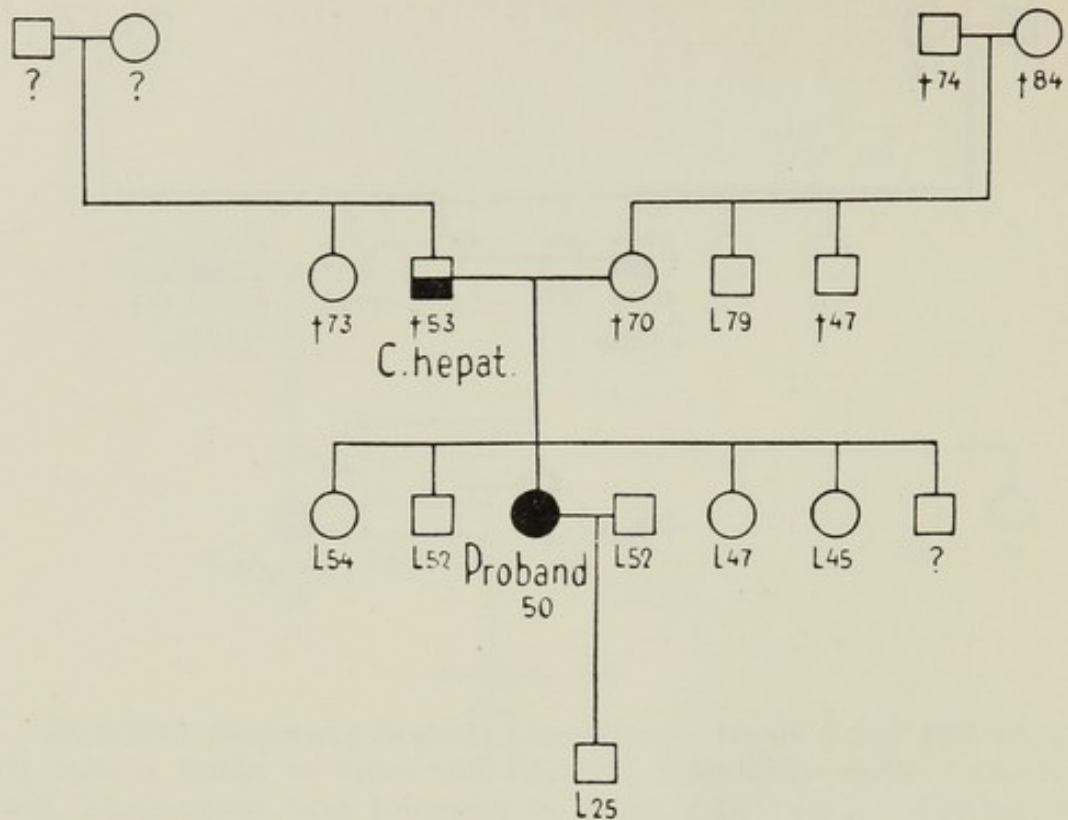 ? ? †74 †84
†73 †53 †70 L79 †47
C.hepat.
L54 L52 Proband L52 L47 L45 ?
50
L25